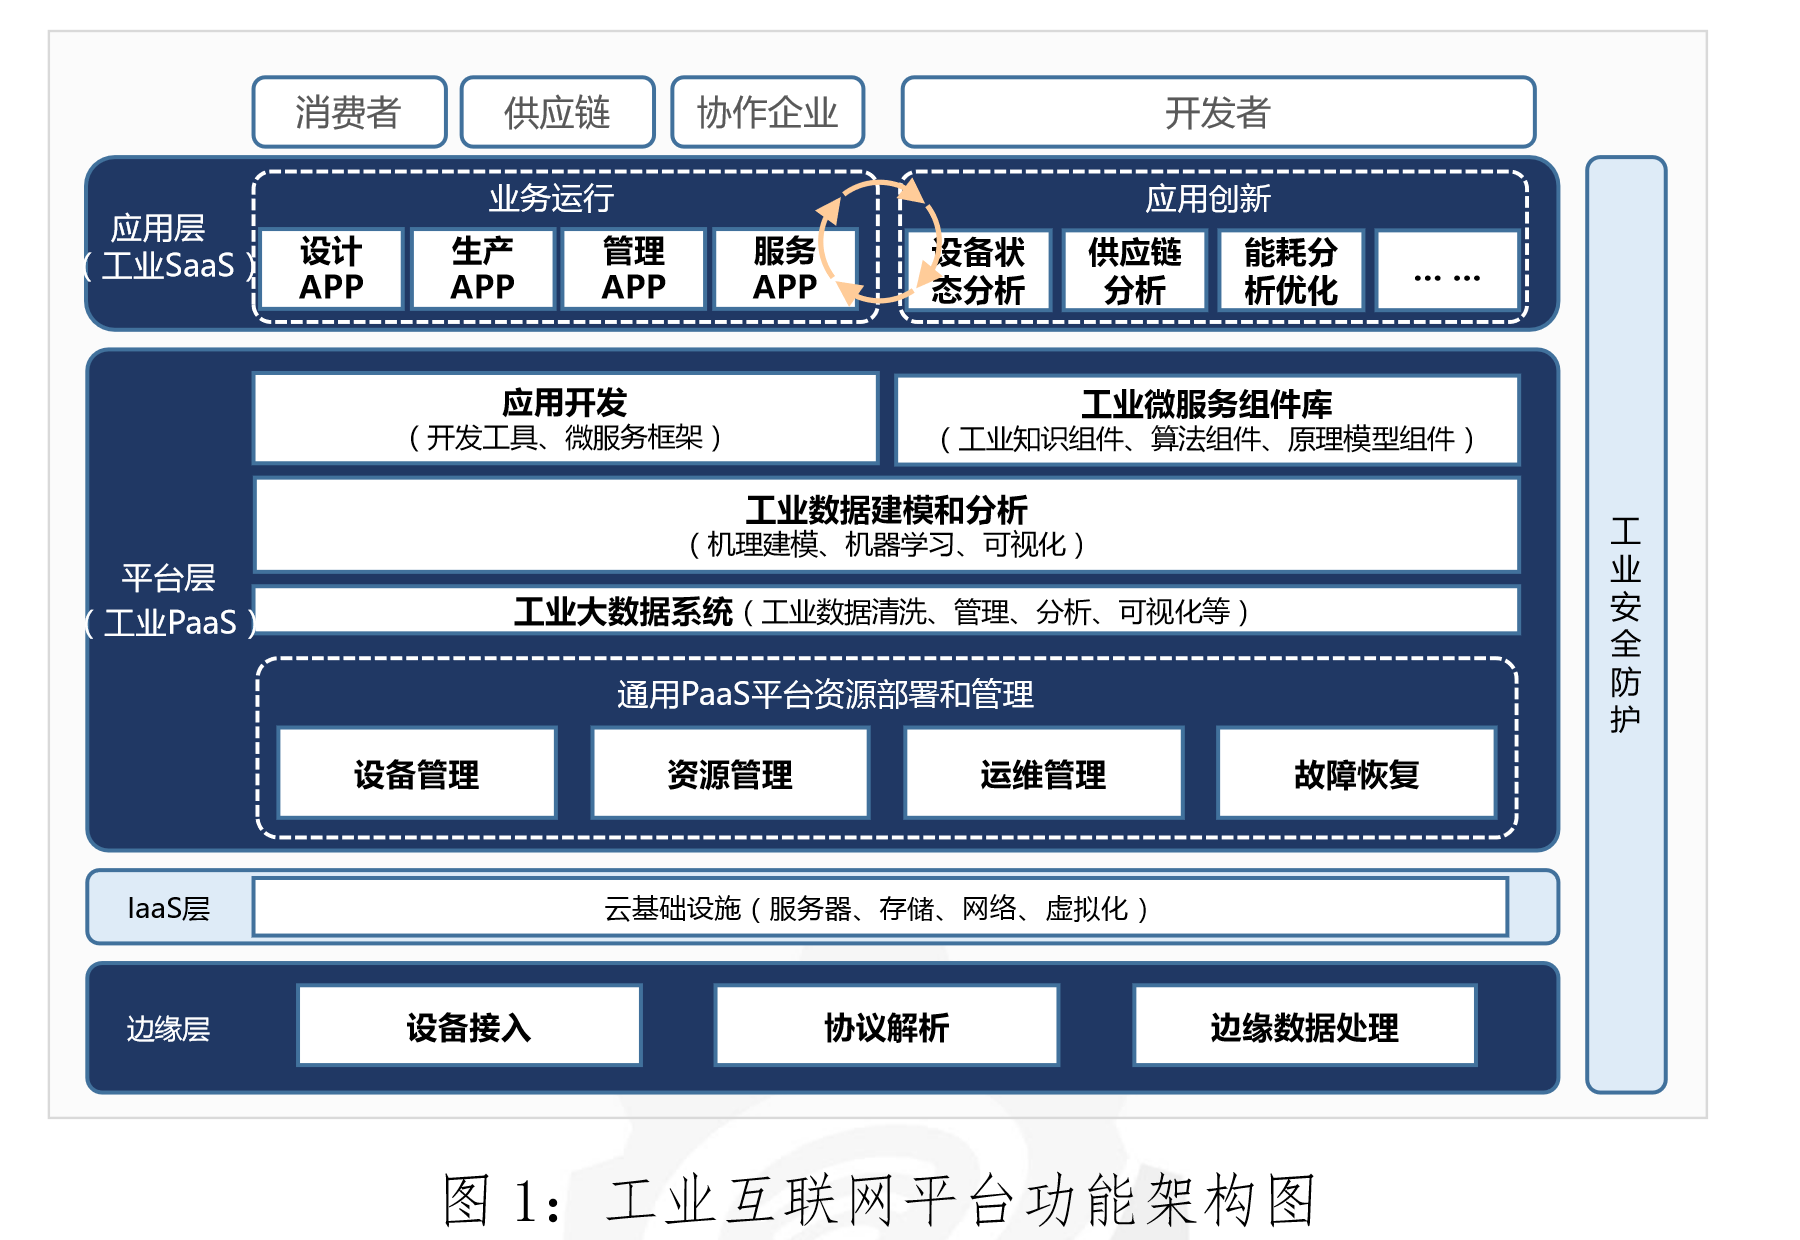 消费者
供应链
协作企业
开发者
应用层
（工业SaaS）
业务运行
设计
APP
生产
APP
管理
APP
服务
APP
应用创新
设备状
态分析
供应链
分析
能耗分
析优化
... ...
平台层
（工业PaaS）
应用开发
（开发工具、微服务框架）
工业微服务组件库
（工业知识组件、算法组件、原理模型组件）
工业数据建模和分析
（机理建模、机器学习、可视化）
工业大数据系统（工业数据清洗、管理、分析、可视化等）
通用PaaS平台资源部署和管理
设备管理
资源管理
运维管理
故障恢复
IaaS层
云基础设施（服务器、存储、网络、虚拟化）
边缘层
设备接入
协议解析
边缘数据处理
工业安全防护
图 1：工业互联网平台功能架构图